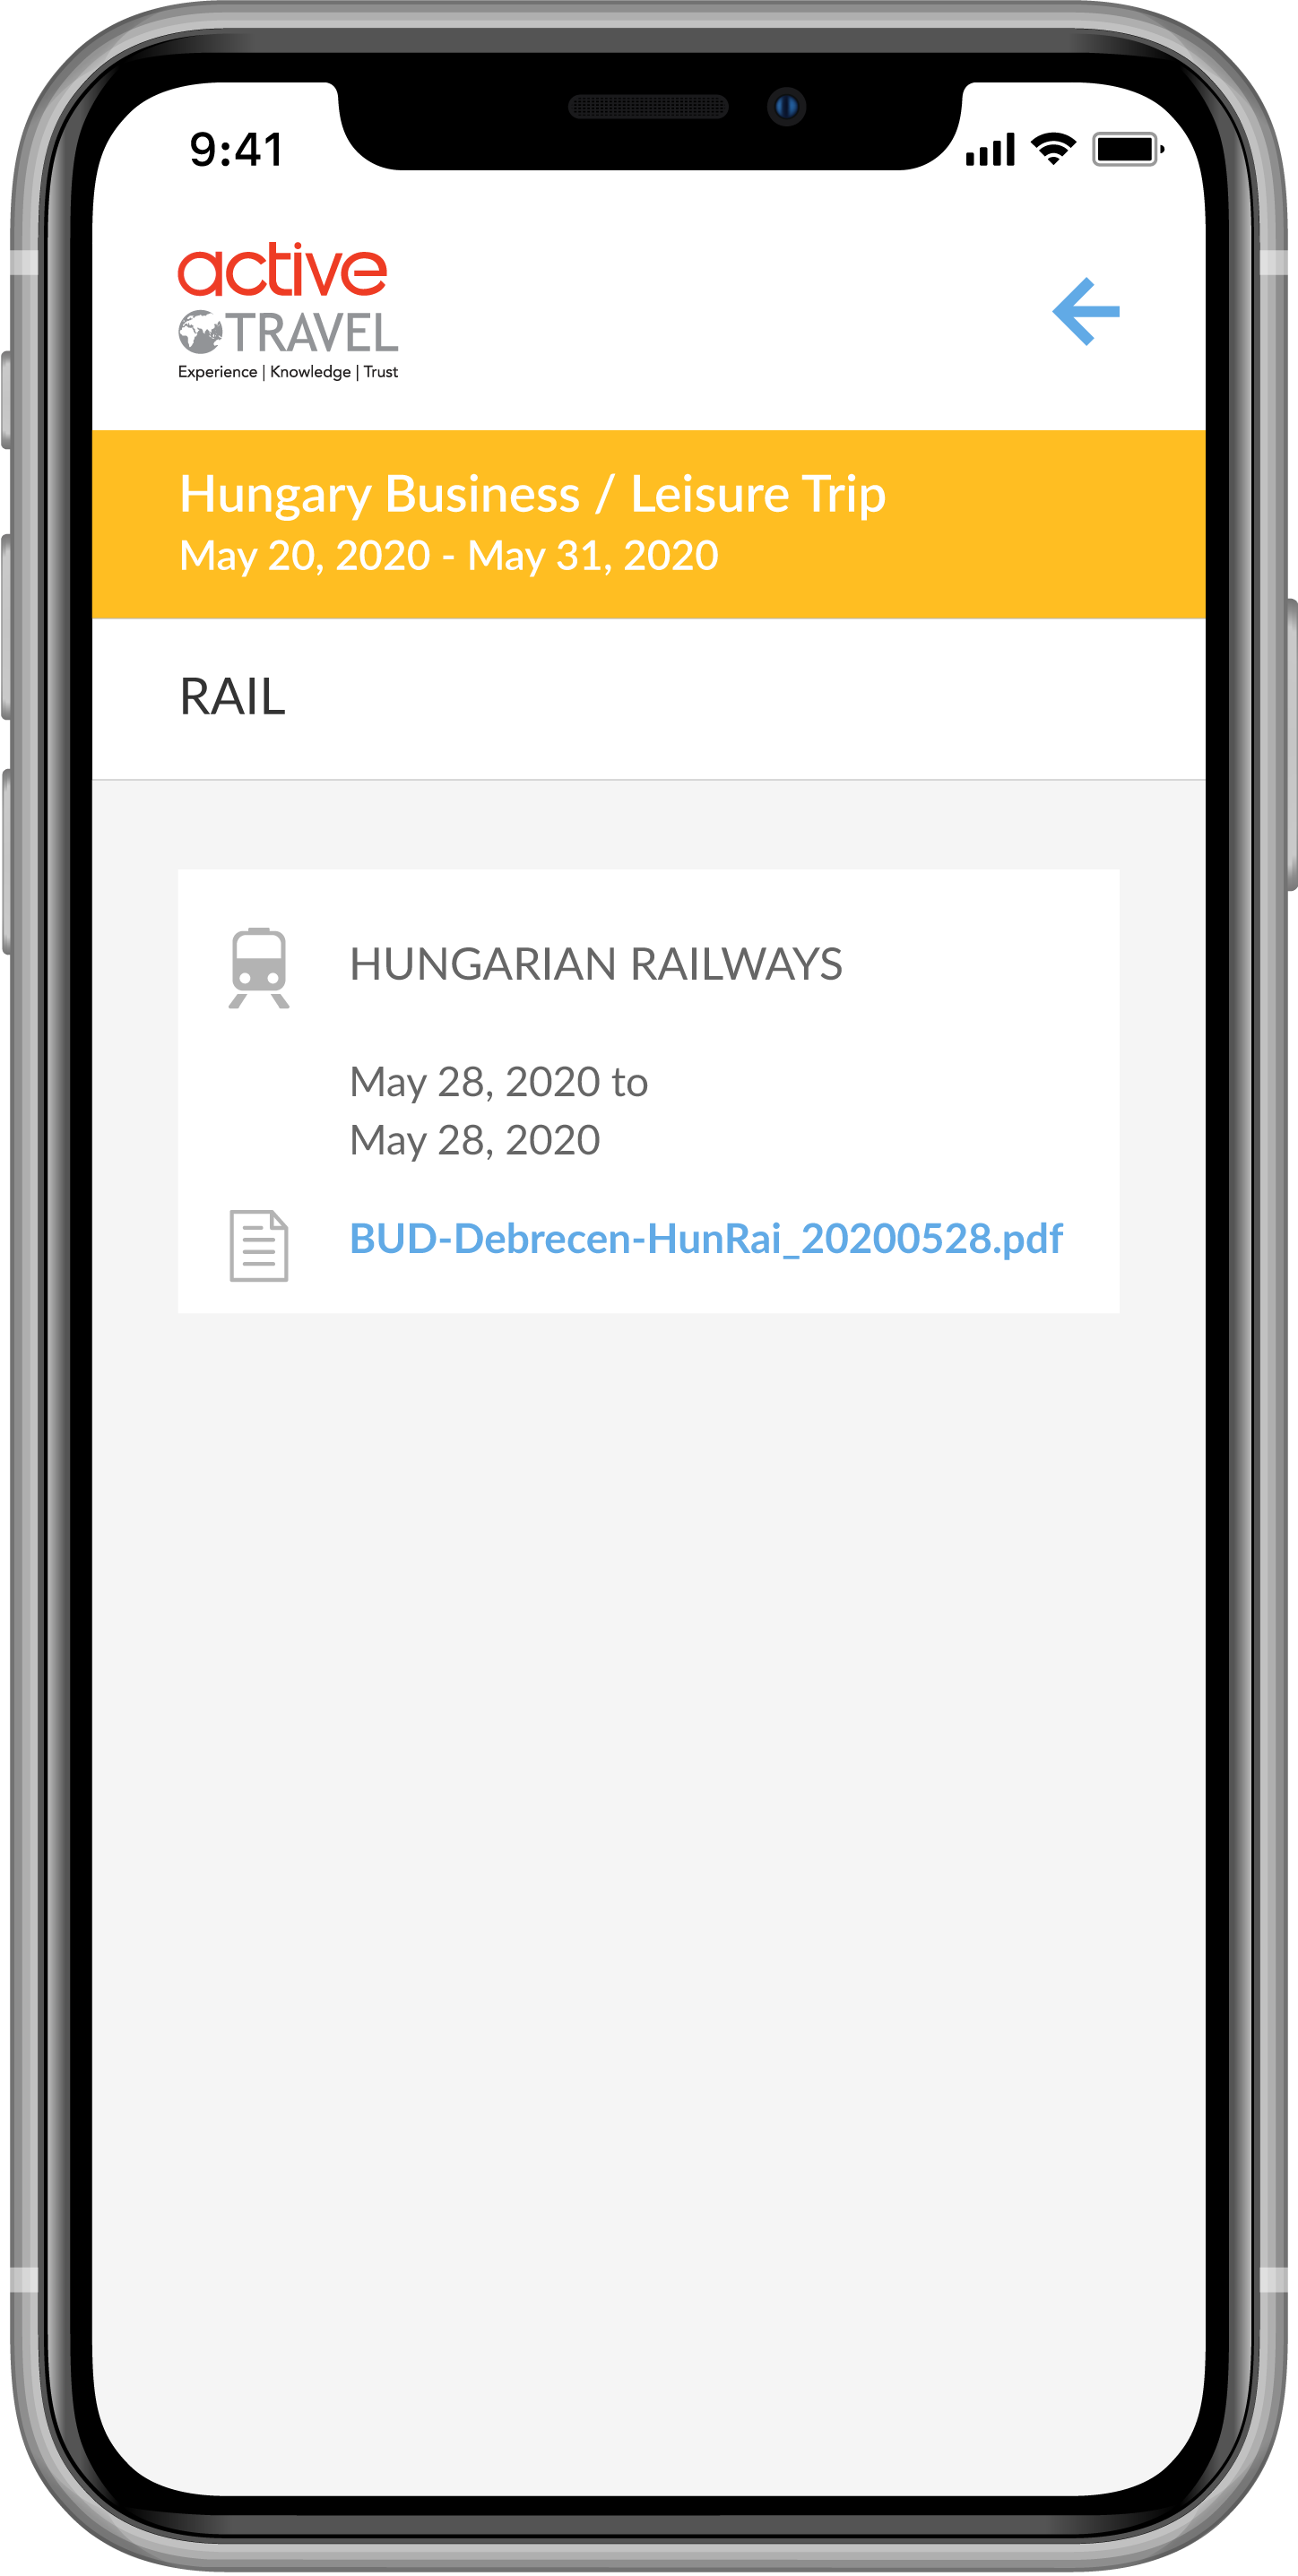 9:41
active
TRAVEL
Experience | Knowledge | Trust
Hungary Business / Leisure Trip
May 20, 2020 - May 31, 2020
RAIL
HUNGARIAN RAILWAYS
May 28, 2020 to
May 28, 2020
BUD-Debrecen-HunRai_20200528.pdf